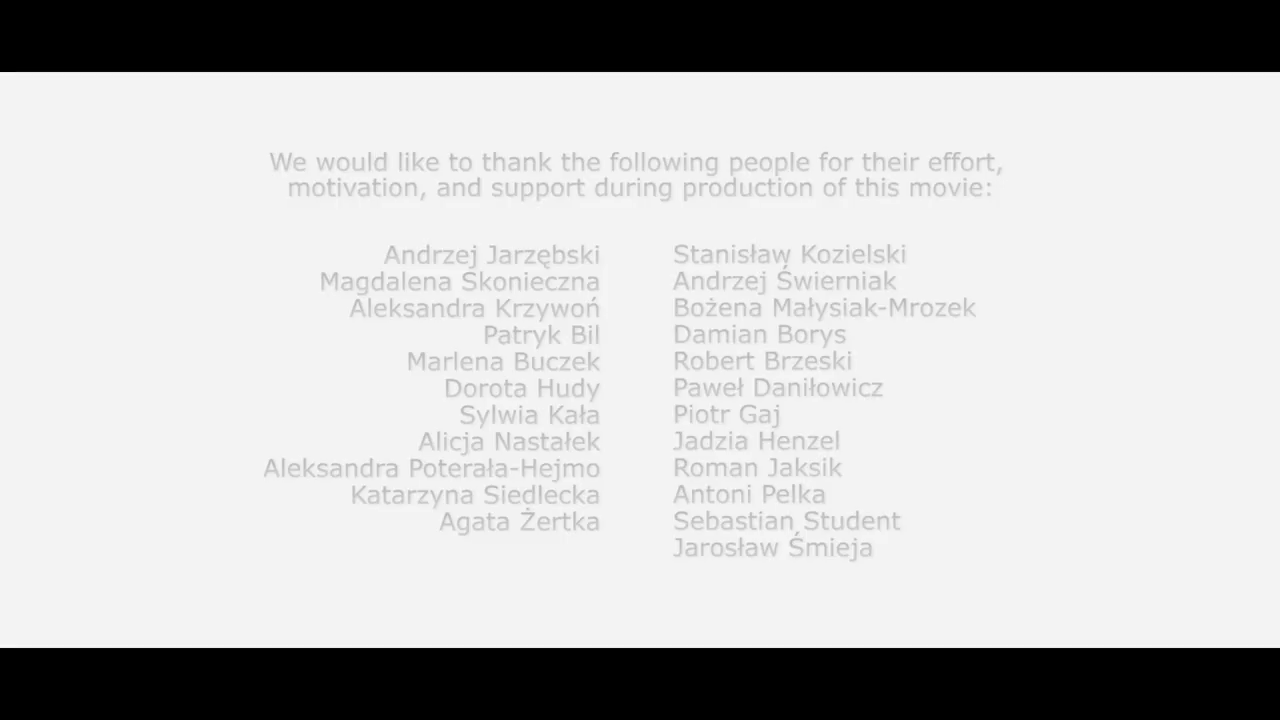 We would like to thank the following people for their effort,
motivation, and support during production of this movie:
Andrzej Jarzębski
Magdalena Skonieczna
Aleksandra Krzywoń
Patryk Bil
Marlena Buczek
Dorota Hudy
Sylwia Kała
Alicja Nastałek
Aleksandra Poterała-Hejmo
Katarzyna Siedlecka
Agata Żertka
Stanisław Kozielski
Andrzej Świerniak
Bożena Małysiak-Mrozek
Damian Borys
Robert Brzeski
Paweł Daniłowicz
Piotr Gaj
Jadzia Henzel
Roman Jaksik
Antoni Pelka
Sebastian Student
Jarosław Śmieja